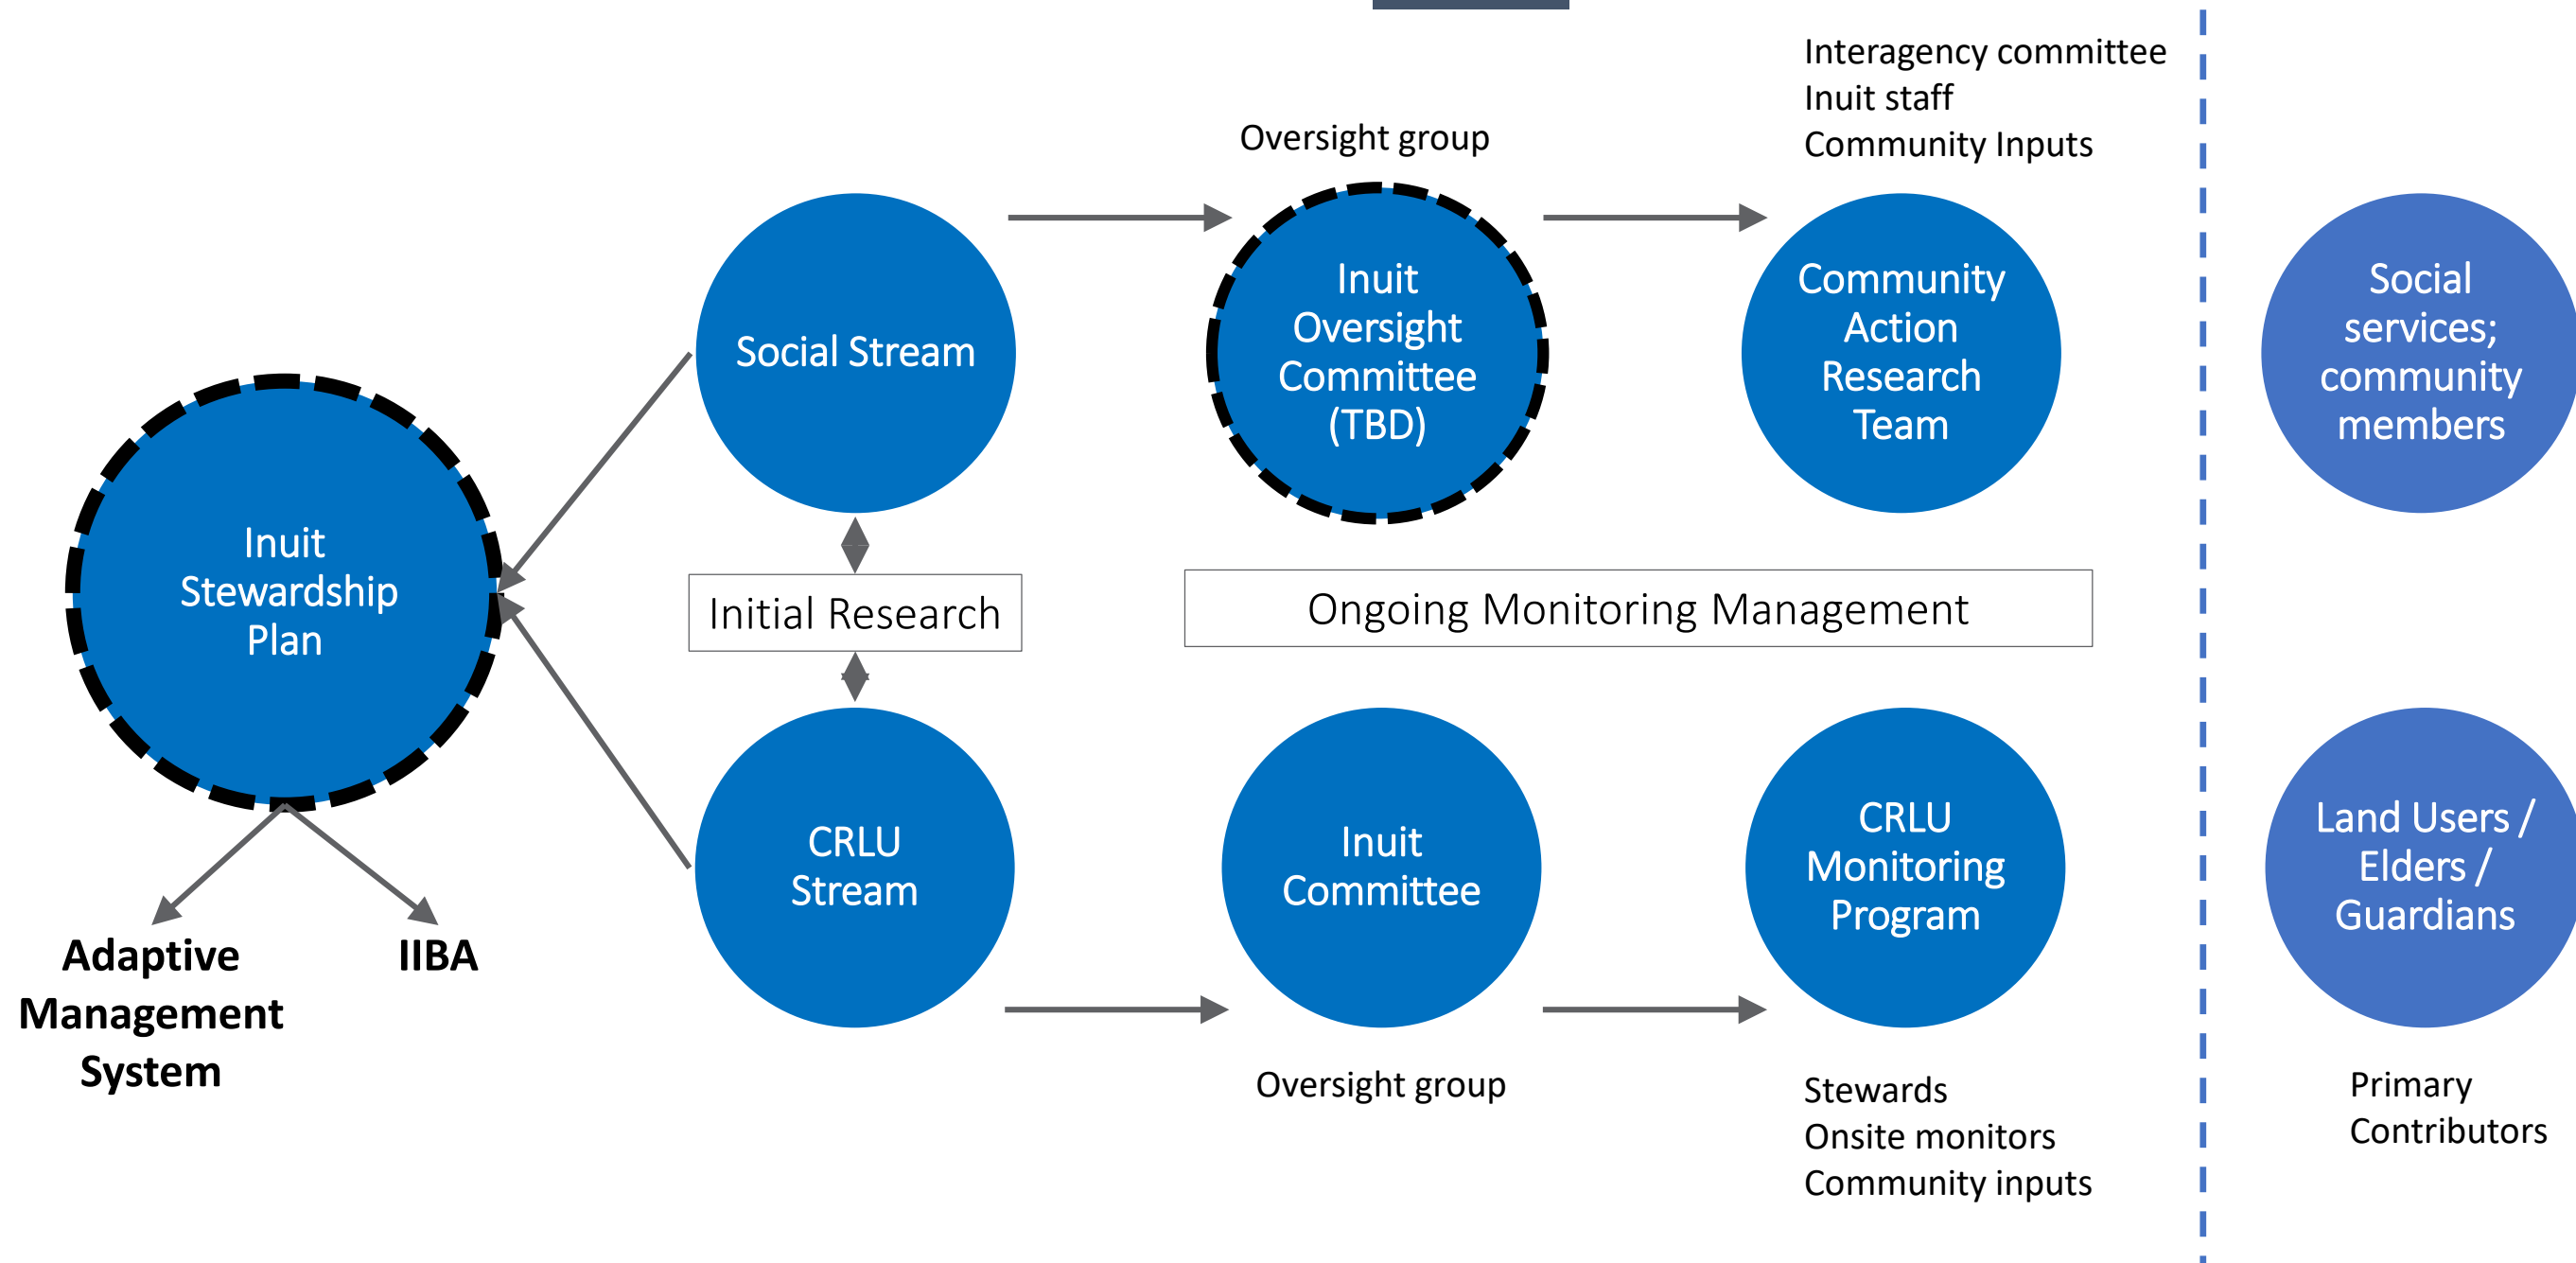 Interagency committee
Inuit staff
Community Inputs
Oversight group
Social Stream
Inuit
Oversight
Committee
(TBD)
Community
Action
Research
Team
Social
services;
community
members
Inuit
Stewardship
Plan
Initial Research
Ongoing Monitoring Management
CRLU
Stream
Inuit
Committee
CRLU
Monitoring
Program
Land Users /
Elders /
Guardians
Adaptive
Management
System
IIBA
Oversight group
Stewards
Onsite monitors
Community inputs
Primary
Contributors